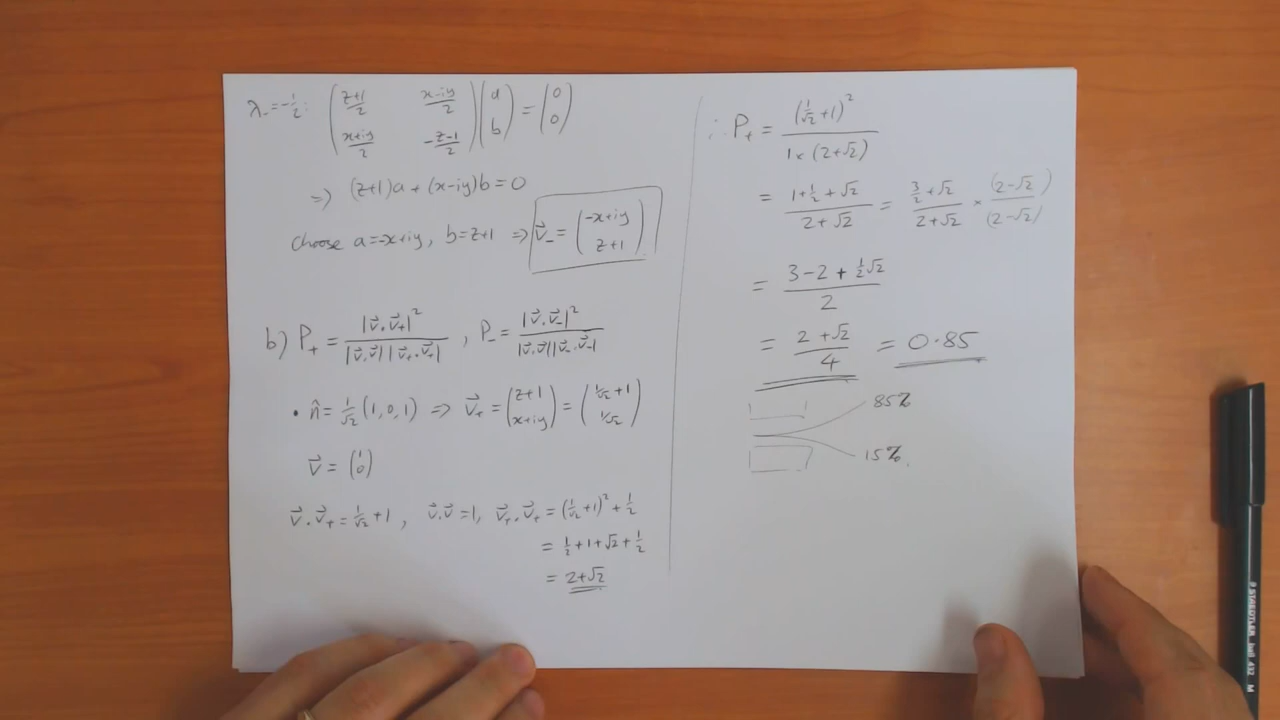 λ₋=-1/2: ( (z+1)/2 (x-iy)/2 ; (x+iy)/2 (-z-1)/2 ) ( a ; b ) = ( 0 ; 0 )
=> (z+1)a + (x-iy)b = 0
choose a=-x+iy, b=z+1 => v⃗₋ = ( -x+iy ; z+1 )
b) P₊ = |v⃗.v⃗₊|² / |v⃗.v⃗||v⃗₊.v⃗₊| , P₋ = |v⃗.v⃗₋|² / |v⃗.v⃗||v⃗₋.v⃗₋|
• n̂ = 1/√2 (1,0,1) => v⃗₊ = ( z+1 ; x+iy ) = ( 1/√2+1 ; 1/√2 )
v⃗ = ( 1 ; 0 )
v⃗.v⃗₊ = 1/√2+1 , v⃗.v⃗=1, v⃗₊.v⃗₊ = (1/√2+1)² + 1/2
= 1/2+1+√2+1/2
= 2+√2
∴ P₊ = (1/√2+1)² / 1×(2+√2)
= (1+1/2+√2) / (2+√2) = (3/2+√2) / (2+√2) × (2-√2) / (2-√2)
= (3-2+1/2√2) / 2
= (2+√2) / 4 = 0.85
85%
15%.
STAEDTLER ball 432 M